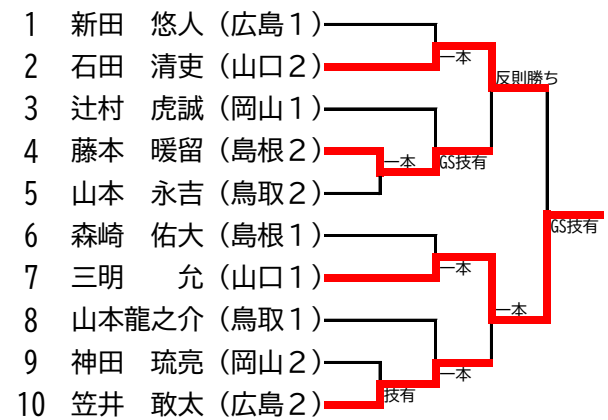 1 新田 悠人（広島１）
2 石田 清吏（山口２）
3 辻村 虎誠（岡山１）
4 藤本 暖留（島根２）
5 山本 永吉（鳥取２）
6 森崎 佑大（島根１）
7 三明 允（山口１）
8 山本龍之介（鳥取１）
9 神田 琉亮（岡山２）
10 笠井 敢太（広島２）
一本
反則勝ち
一本
GS技有
GS技有
一本
一本
一本
技有